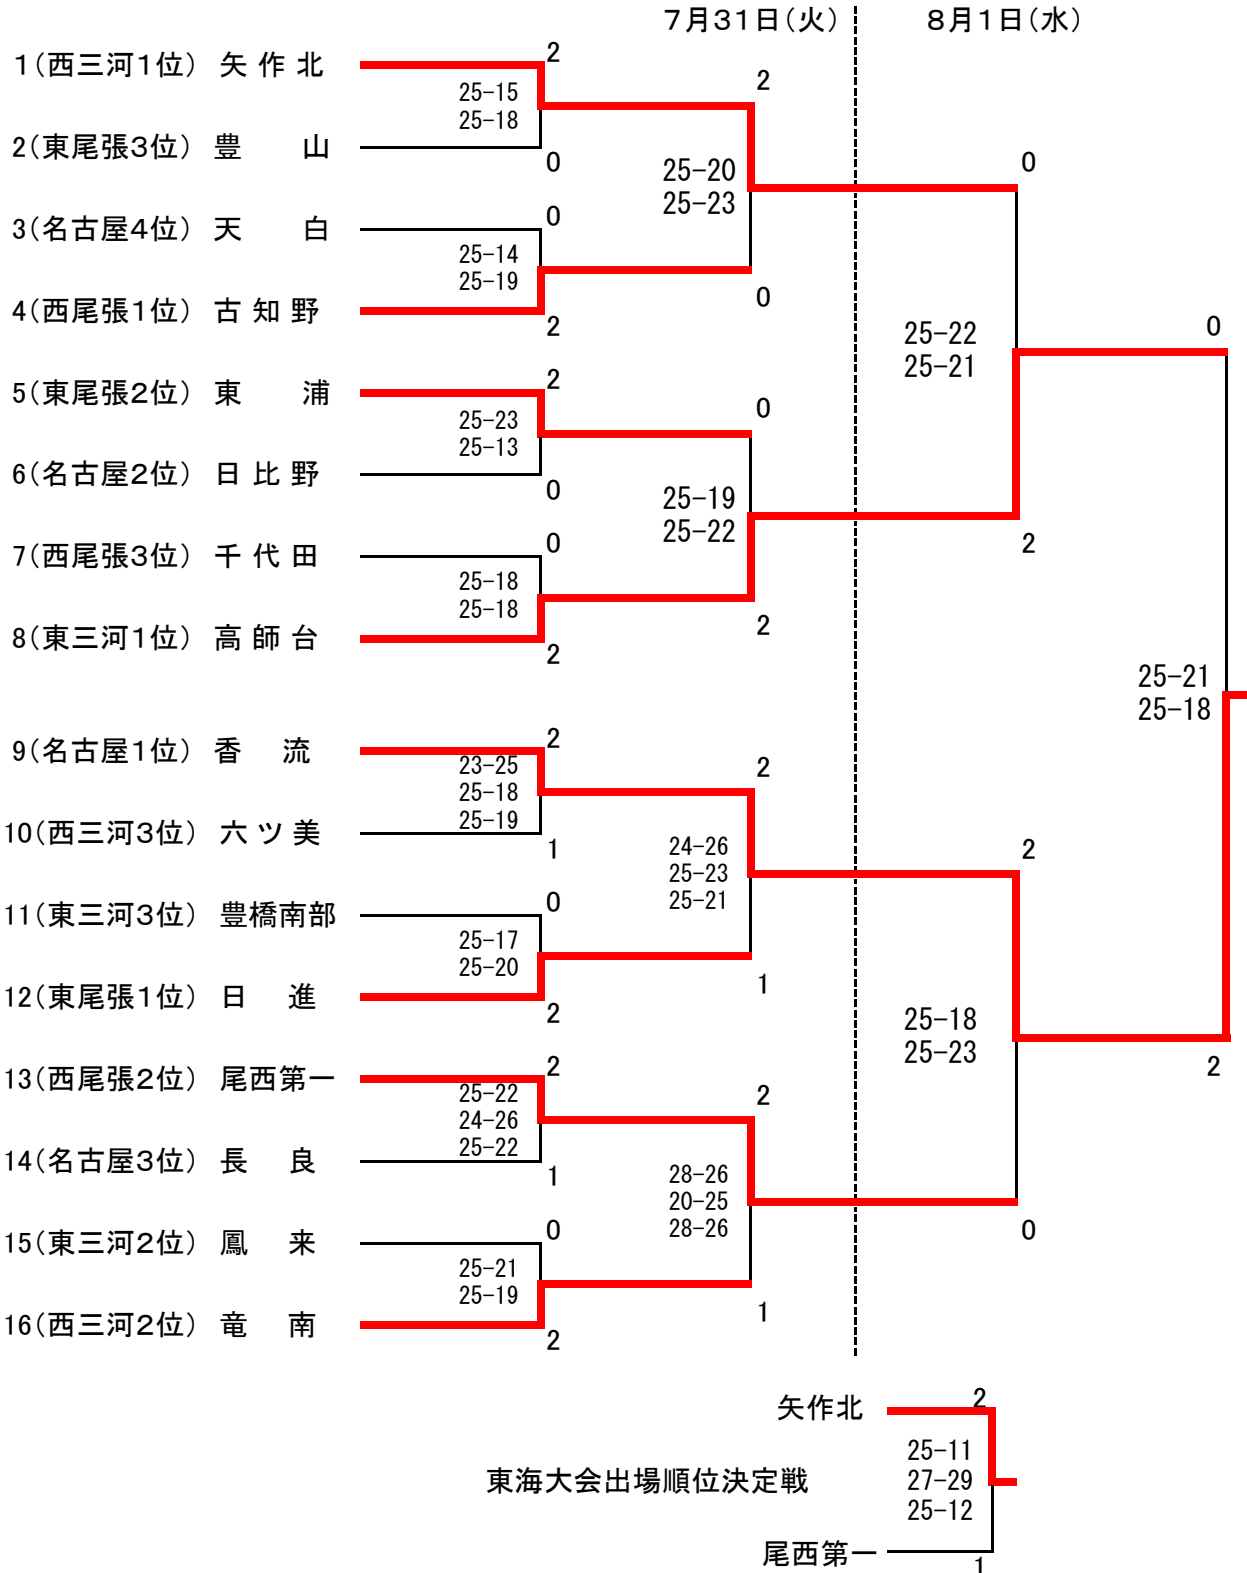 7月31日(火) 8月1日(水)
1(西三河1位) 矢作北 2
25-15
25-18
2(東尾張3位) 豊山 0
2
25-20
25-23
3(名古屋4位) 天白 0
25-14
25-19
4(西尾張1位) 古知野 2
0
0
25-22
25-21
5(東尾張2位) 東浦 2
25-23
25-13
6(名古屋2位) 日比野 0
0
25-19
25-22
7(西尾張3位) 千代田 0
25-18
25-18
8(東三河1位) 高師台 2
2
2
0
25-21
25-18
9(名古屋1位) 香流 2
23-25
25-18
25-19
10(西三河3位) 六ツ美 1
2
24-26
25-23
25-21
11(東三河3位) 豊橋南部 0
25-17
25-20
12(東尾張1位) 日進 2
1
2
25-18
25-23
13(西尾張2位) 尾西第一 2
25-22
24-26
25-22
14(名古屋3位) 長良 1
2
28-26
20-25
28-26
15(東三河2位) 鳳来 0
25-21
25-19
16(西三河2位) 竜南 2
1
0
2
矢作北 2
25-11
東海大会出場順位決定戦 27-29
25-12
尾西第一 1